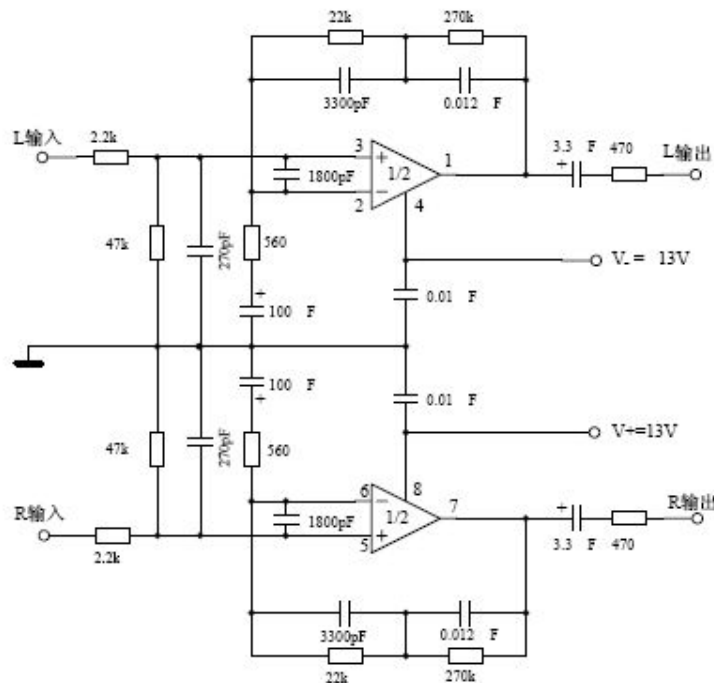 22k
270k
3300pF
0.012 F
L输入
2.2k
3
+
1800pF
1/2
1
2
−
4
3.3 F 470
+
L输出
47k
270pF
560
V- = 13V
+
100 F
0.01 F
100 F
+
0.01 F
47k
270pF
560
V+=13V
R输入
2.2k
6
−
8
1800pF
1/2
7
5
+
+
3.3 F 470
R输出
3300pF
0.012 F
22k
270k